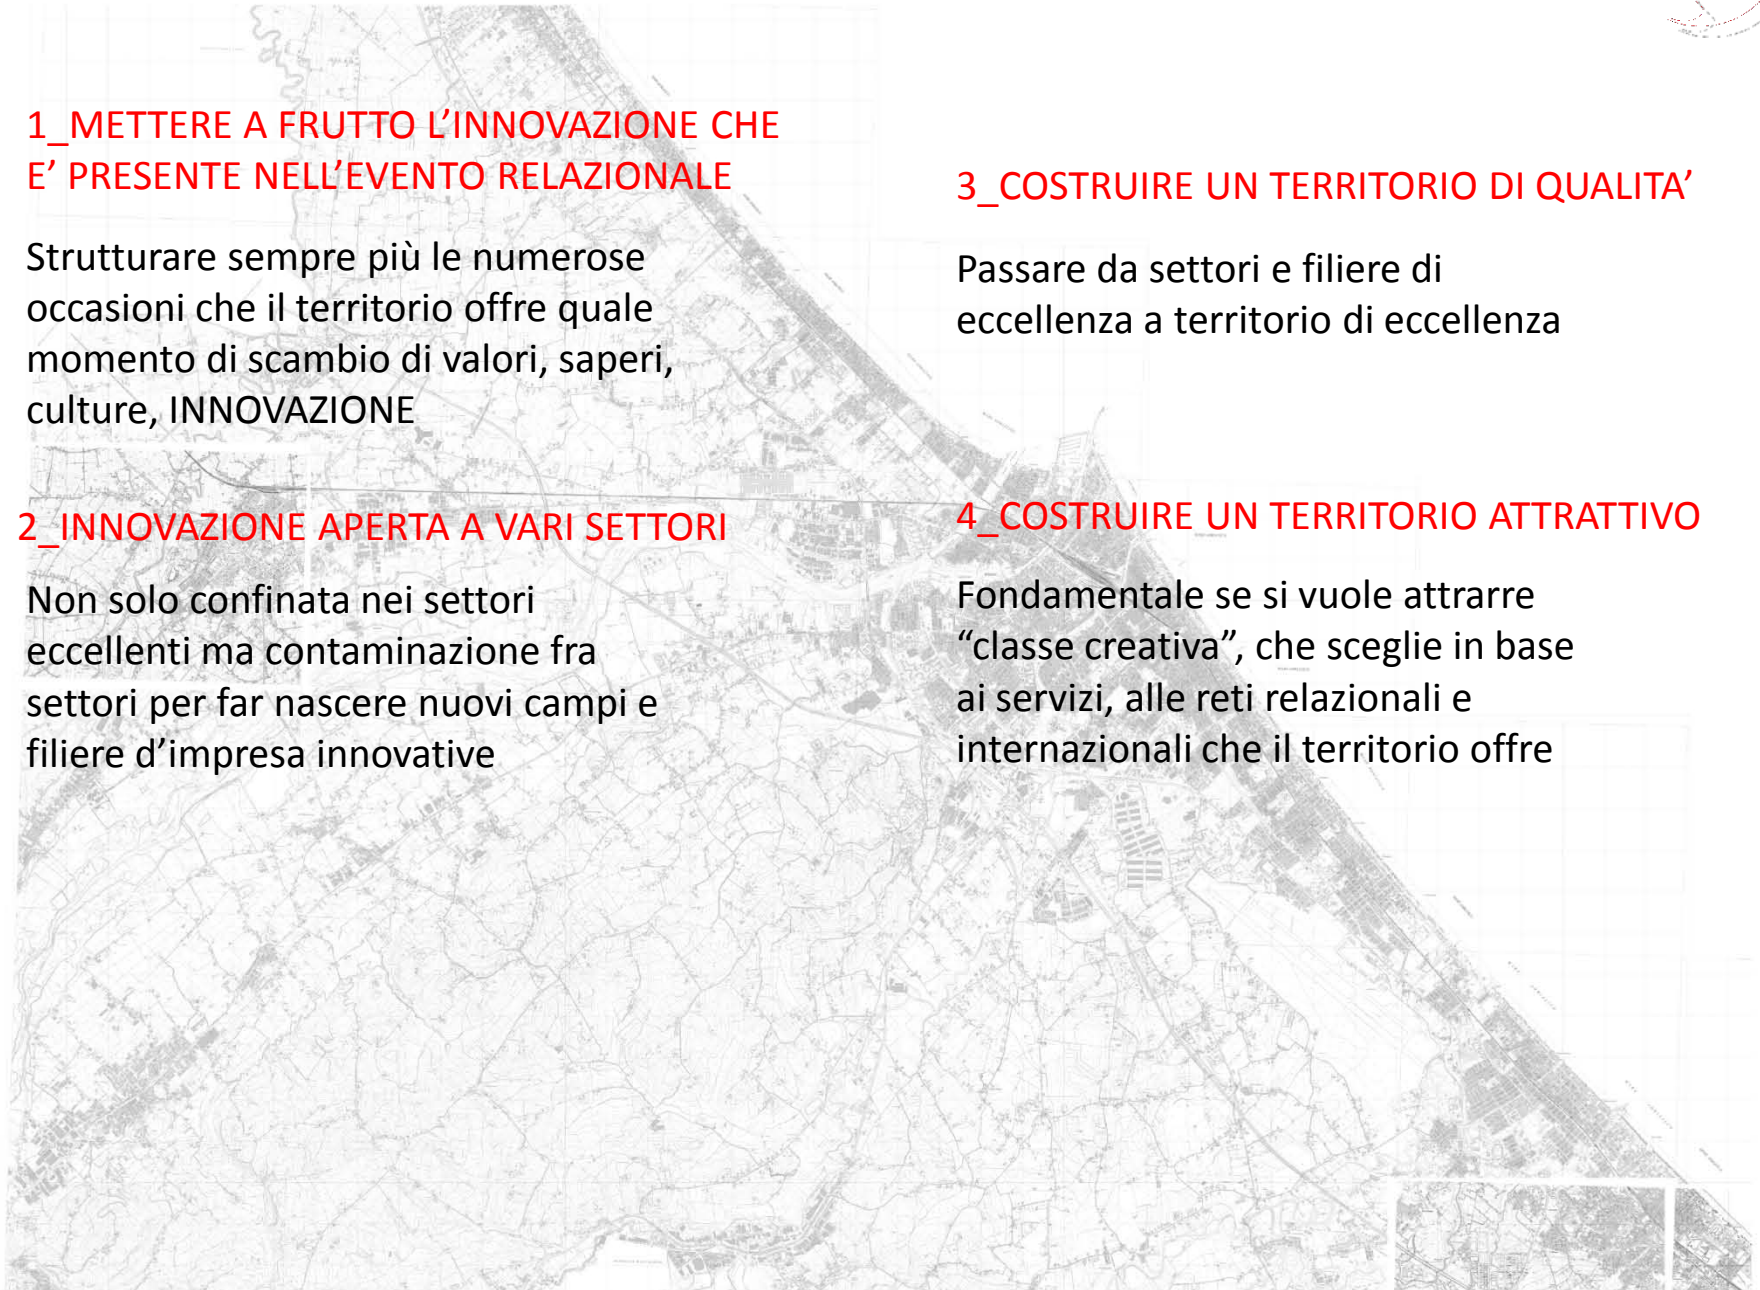 1_METTERE A FRUTTO L’INNOVAZIONE CHE
E’ PRESENTE NELL’EVENTO RELAZIONALE
Strutturare sempre più le numerose
occasioni che il territorio offre quale
momento di scambio di valori, saperi,
culture, INNOVAZIONE
2_INNOVAZIONE APERTA A VARI SETTORI
Non solo confinata nei settori
eccellenti ma contaminazione fra
settori per far nascere nuovi campi e
filiere d’impresa innovative
3_COSTRUIRE UN TERRITORIO DI QUALITA’
Passare da settori e filiere di
eccellenza a territorio di eccellenza
4_COSTRUIRE UN TERRITORIO ATTRATTIVO
Fondamentale se si vuole attrarre
“classe creativa”, che sceglie in base
ai servizi, alle reti relazionali e
internazionali che il territorio offre